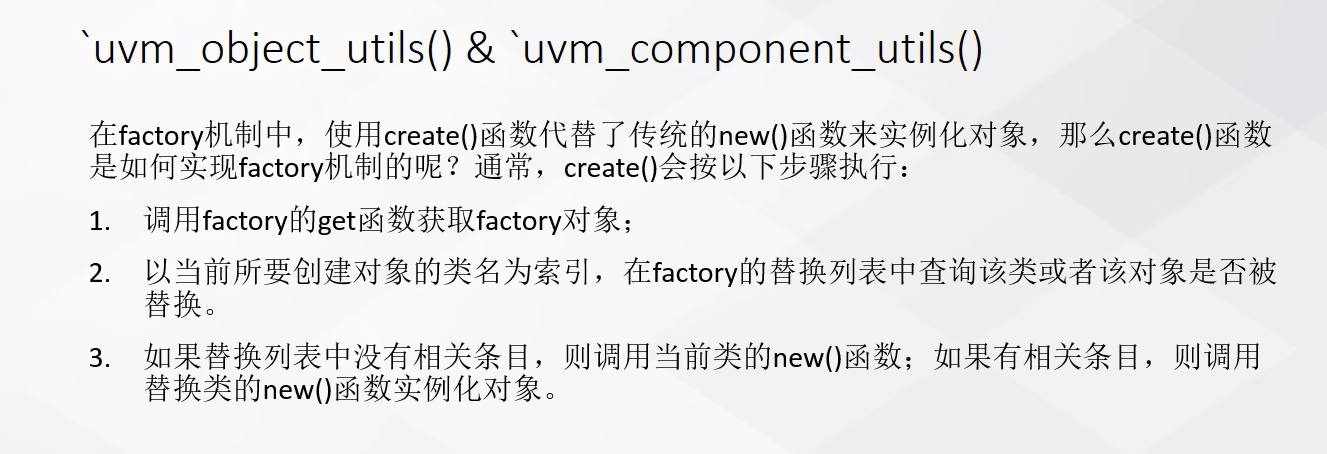 `uvm_object_utils() & `uvm_component_utils()
在factory机制中，使用create()函数代替了传统的new()函数来实例化对象，那么create()函数
是如何实现factory机制的呢？通常，create()会按以下步骤执行：
1. 调用factory的get函数获取factory对象；
2. 以当前所要创建对象的类名为索引，在factory的替换列表中查询该类或者该对象是否被
替换。
3. 如果替换列表中没有相关条目，则调用当前类的new()函数；如果有相关条目，则调用
替换类的new()函数实例化对象。